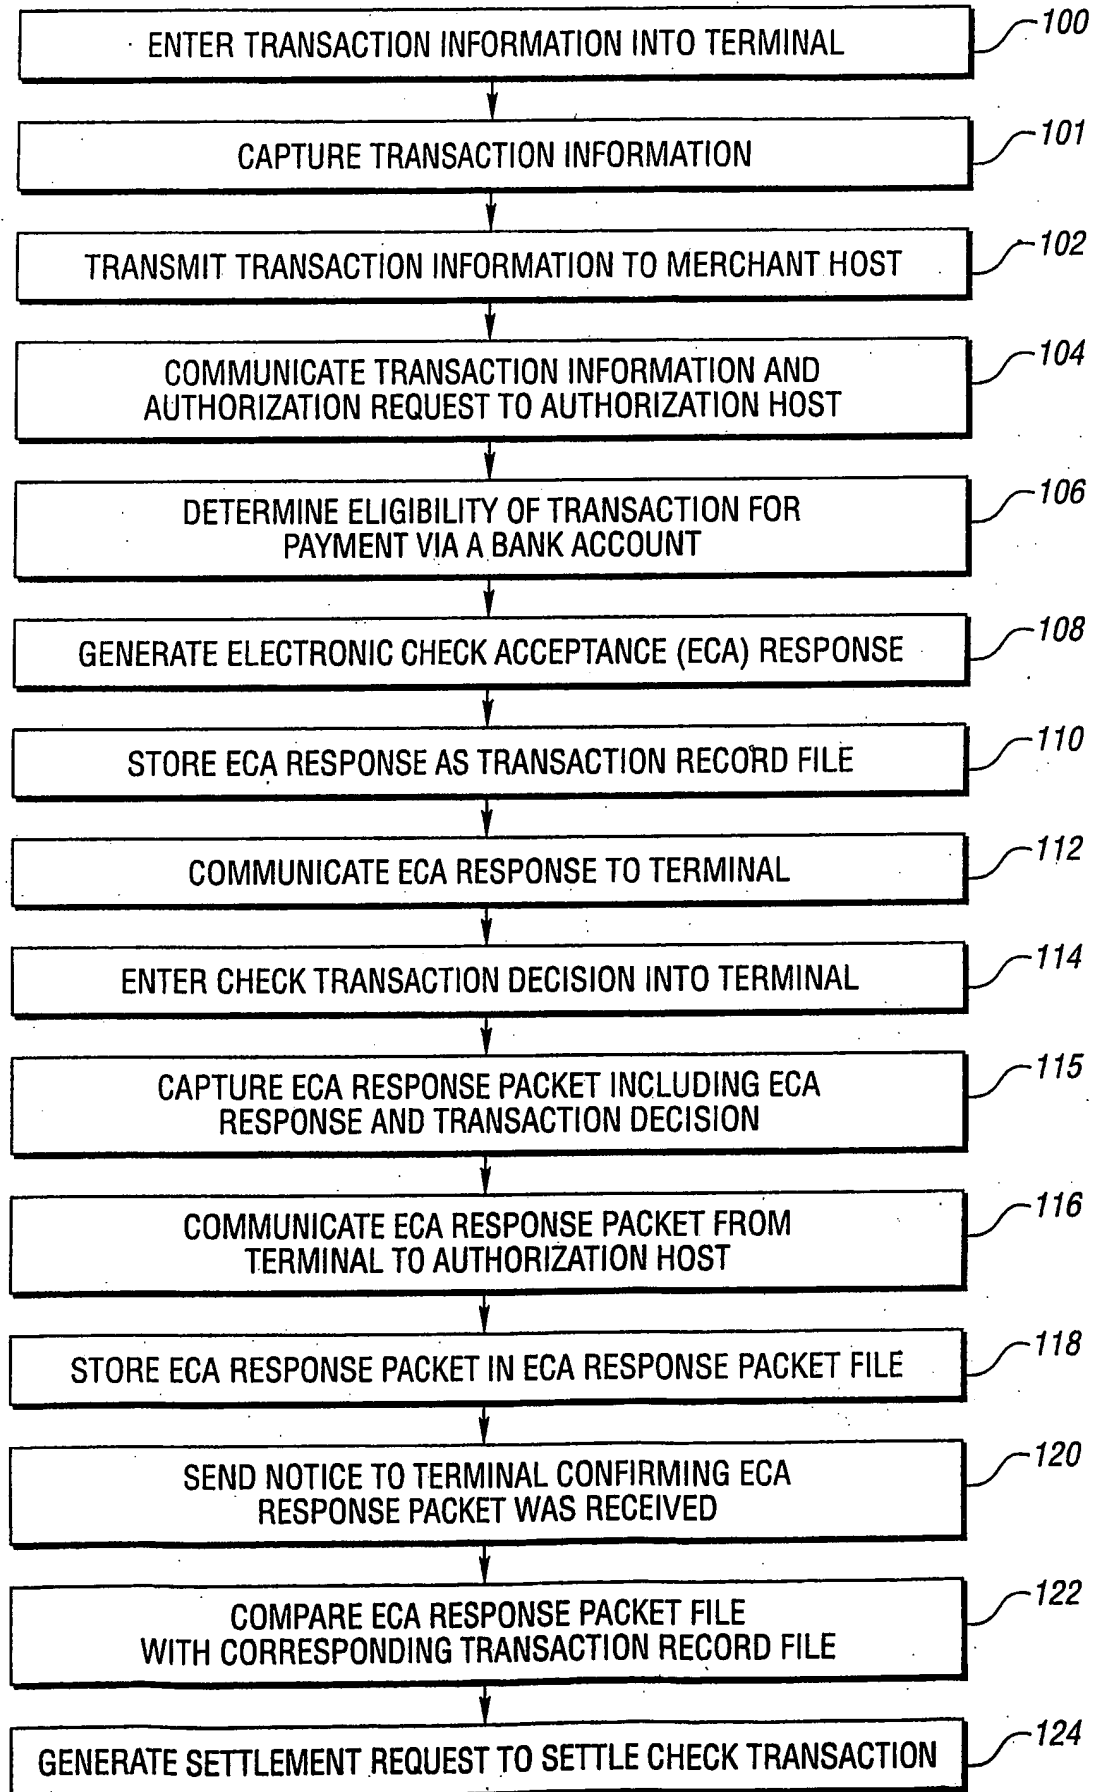 ENTER TRANSACTION INFORMATION INTO TERMINAL
100
CAPTURE TRANSACTION INFORMATION
101
TRANSMIT TRANSACTION INFORMATION TO MERCHANT HOST
102
COMMUNICATE TRANSACTION INFORMATION AND
AUTHORIZATION REQUEST TO AUTHORIZATION HOST
104
DETERMINE ELIGIBILITY OF TRANSACTION FOR
PAYMENT VIA A BANK ACCOUNT
106
GENERATE ELECTRONIC CHECK ACCEPTANCE (ECA) RESPONSE
108
STORE ECA RESPONSE AS TRANSACTION RECORD FILE
110
COMMUNICATE ECA RESPONSE TO TERMINAL
112
ENTER CHECK TRANSACTION DECISION INTO TERMINAL
114
CAPTURE ECA RESPONSE PACKET INCLUDING ECA
RESPONSE AND TRANSACTION DECISION
115
COMMUNICATE ECA RESPONSE PACKET FROM
TERMINAL TO AUTHORIZATION HOST
116
STORE ECA RESPONSE PACKET IN ECA RESPONSE PACKET FILE
118
SEND NOTICE TO TERMINAL CONFIRMING ECA
RESPONSE PACKET WAS RECEIVED
120
COMPARE ECA RESPONSE PACKET FILE
WITH CORRESPONDING TRANSACTION RECORD FILE
122
GENERATE SETTLEMENT REQUEST TO SETTLE CHECK TRANSACTION
124